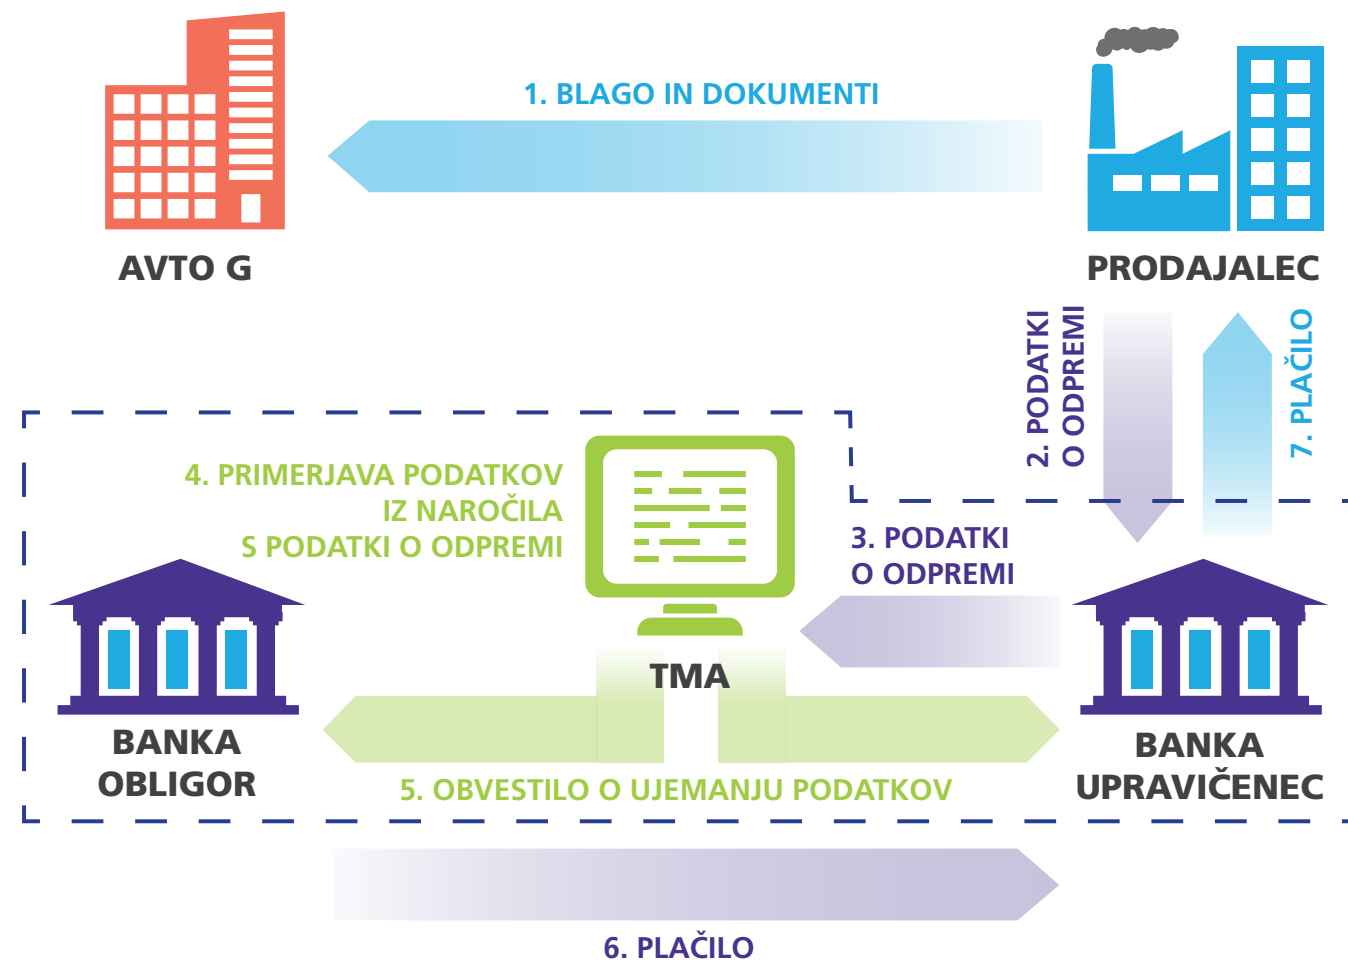 1. BLAGO IN DOKUMENTI
AVTO G
PRODAJALEC
2. PODATKI
O ODPREMI
7. PLAČILO
4. PRIMERJAVA PODATKOV
IZ NAROČILA
S PODATKI O ODPREMI
3. PODATKI
O ODPREMI
TMA
BANKA
OBLIGOR
BANKA
UPRAVIČENEC
5. OBVESTILO O UJEMANJU PODATKOV
6. PLAČILO